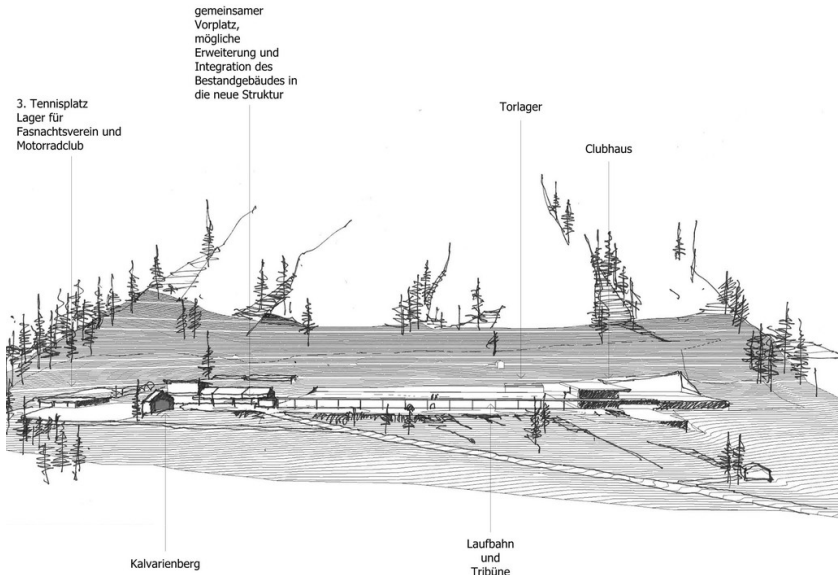 gemeinsamer
Vorplatz,
mögliche
Erweiterung und
Integration des
Bestandgebäudes in
die neue Struktur
3. Tennisplatz
Lager für
Fasnachtsverein und
Motorradclub
Torlager
Clubhaus
Kalvarienberg
Laufbahn
und
Tribüne